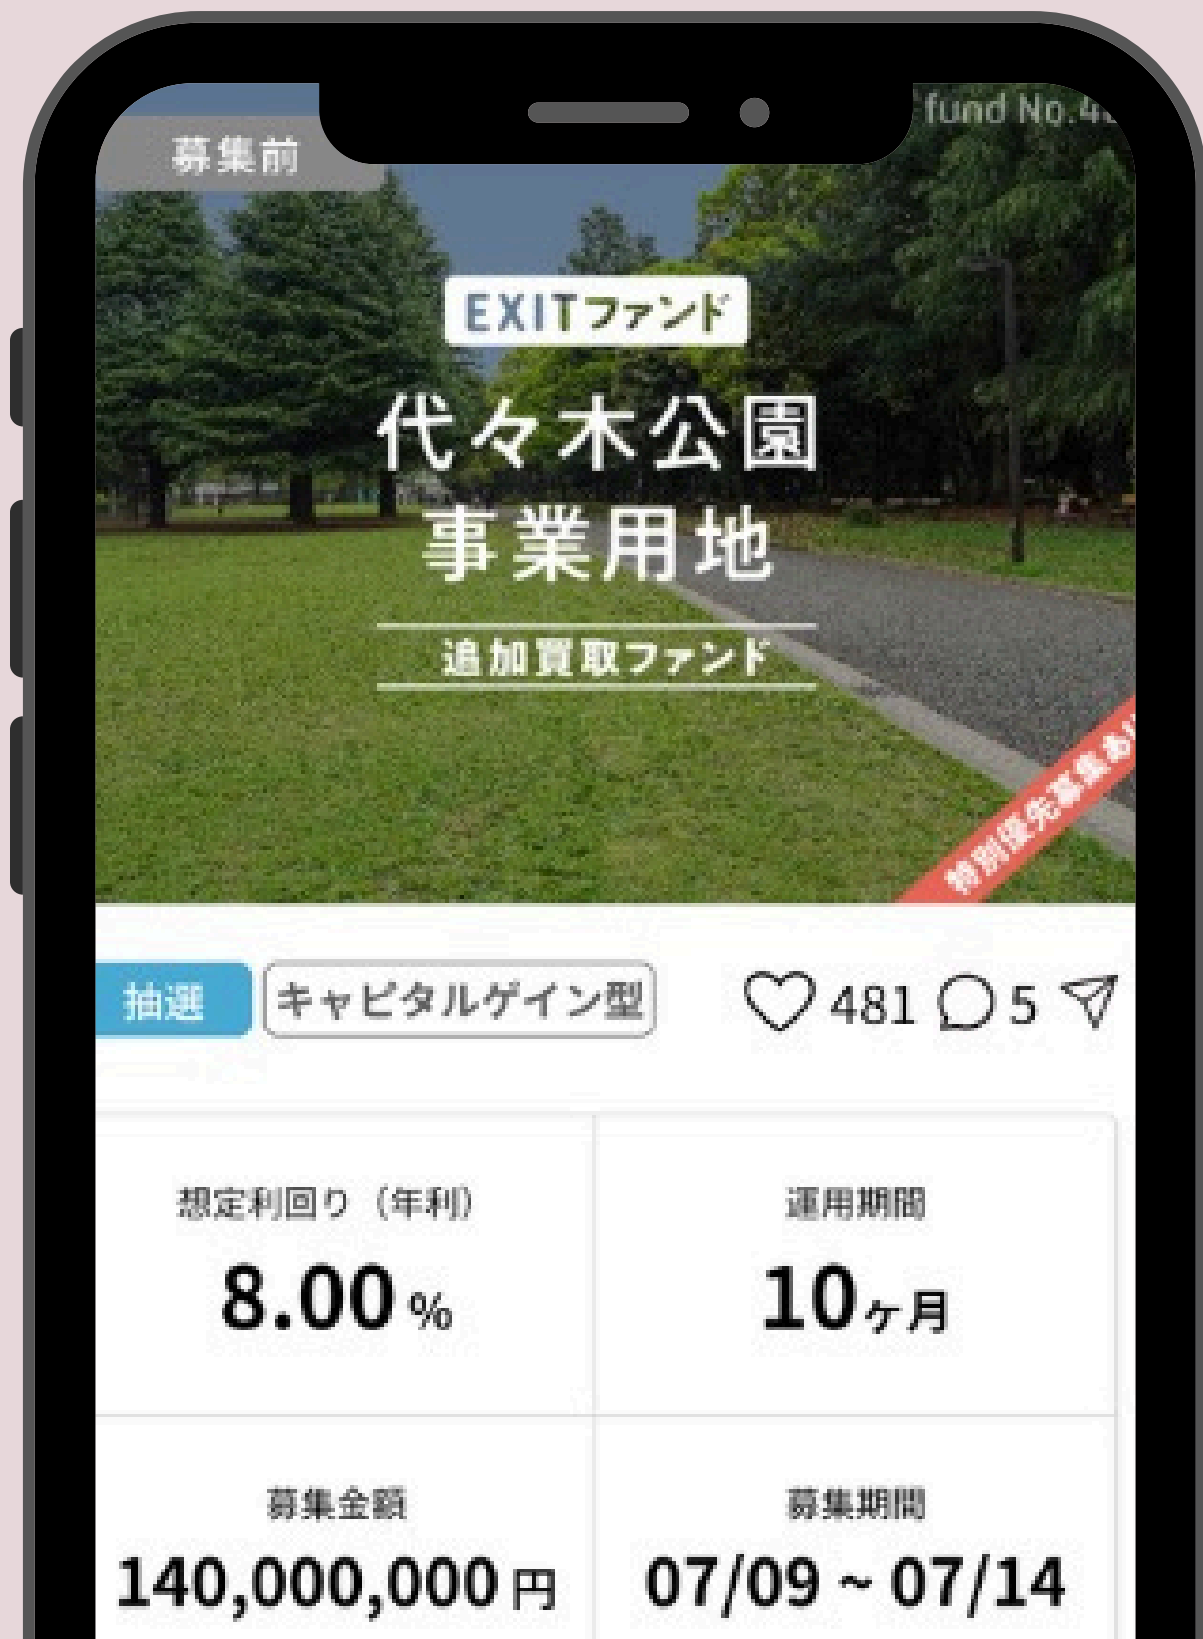 fund No.4
募集前
EXITファンド
代々木公園
事業用地
追加買取ファンド
特別優先募集あり
抽選
キャピタルゲイン型
481
5
想定利回り（年利）
運用期間
8.00%
10ヶ月
募集金額
募集期間
140,000,000円
07/09 ~ 07/14